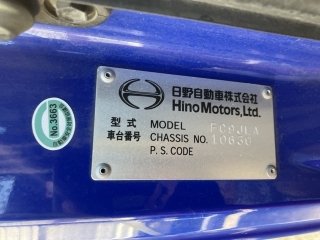 日野自動車株式会社
Hino Motors, Ltd.
型式 MODEL FC9JLA
車台番号 CHASSIS NO. 10630
P. S. CODE
No.3663